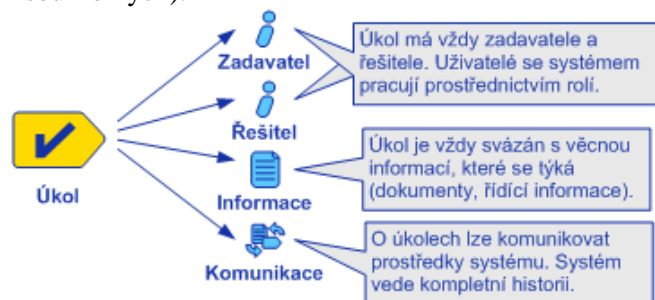 Zadavatel
Úkol má vždy zadavatele a
řešitele. Uživatelé se systémem
pracují prostřednictvím rolí.
Řešitel
Úkol
Informace
Úkol je vždy svázán s věcnou
informací, které se týká
(dokumenty, řídící informace).
Komunikace
O úkolech lze komunikovat
prostředky systému. Systém
vede kompletní historii.